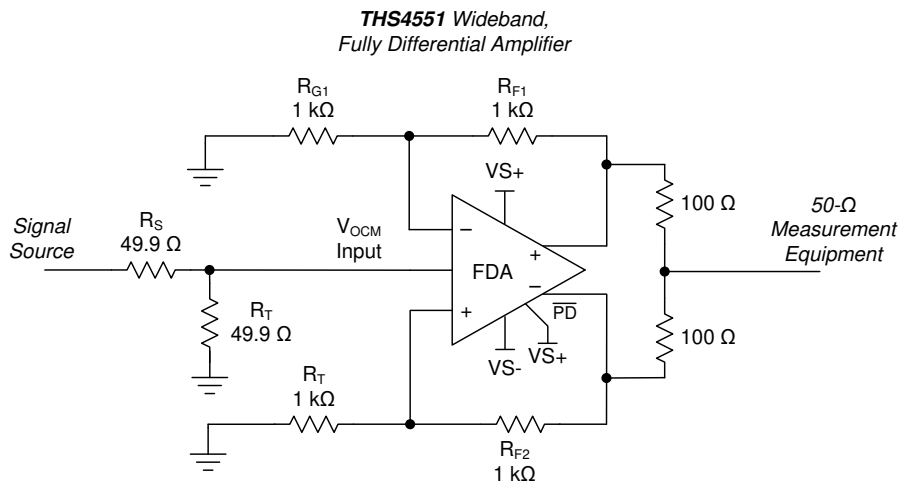 THS4551 Wideband,
Fully Differential Amplifier
RG1
1 kΩ
RF1
1 kΩ
VS+
100 Ω
Signal
Source
RS
49.9 Ω
VOCM
Input
−
+
FDA
+
−
PD
50-Ω
Measurement
Equipment
RT
49.9 Ω
VS-
VS+
100 Ω
RT
1 kΩ
RF2
1 kΩ